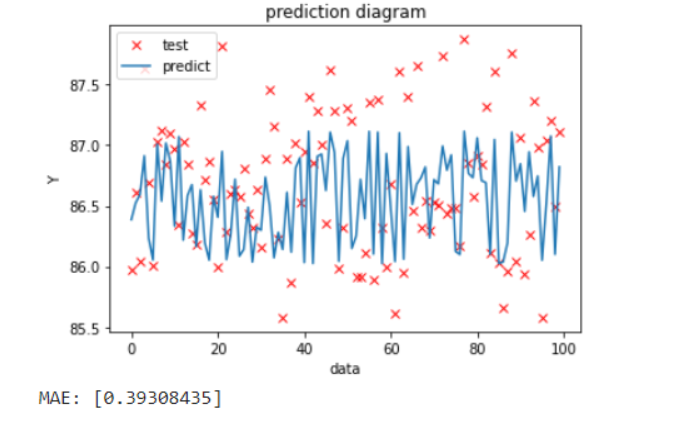 prediction diagram
test
predict
87.5
87.0
86.5
86.0
85.5
Y
0 20 40 60 80 100
data
MAE: [0.39308435]